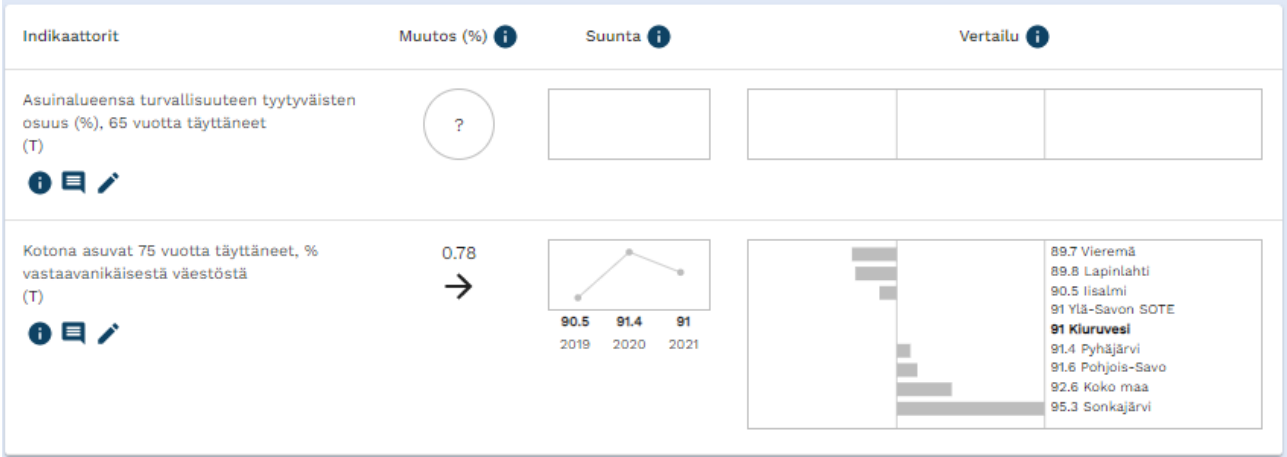 Indikaattorit Muutos (%) Suunta Vertailu
Asuinalueensa turvallisuuteen tyytyväisten
osuus (%), 65 vuotta täyttäneet
(T)
?
Kotona asuvat 75 vuotta täyttäneet, %
vastaavanikäisestä väestöstä
(T)
0.78
90.5 91.4 91
2019 2020 2021
89.7 Vieremä
89.8 Lapinlahti
90.5 Iisalmi
91 Ylä-Savon SOTE
91 Kiuruvesi
91.4 Pyhäjärvi
91.6 Pohjois-Savo
92.6 Koko maa
95.3 Sonkajärvi